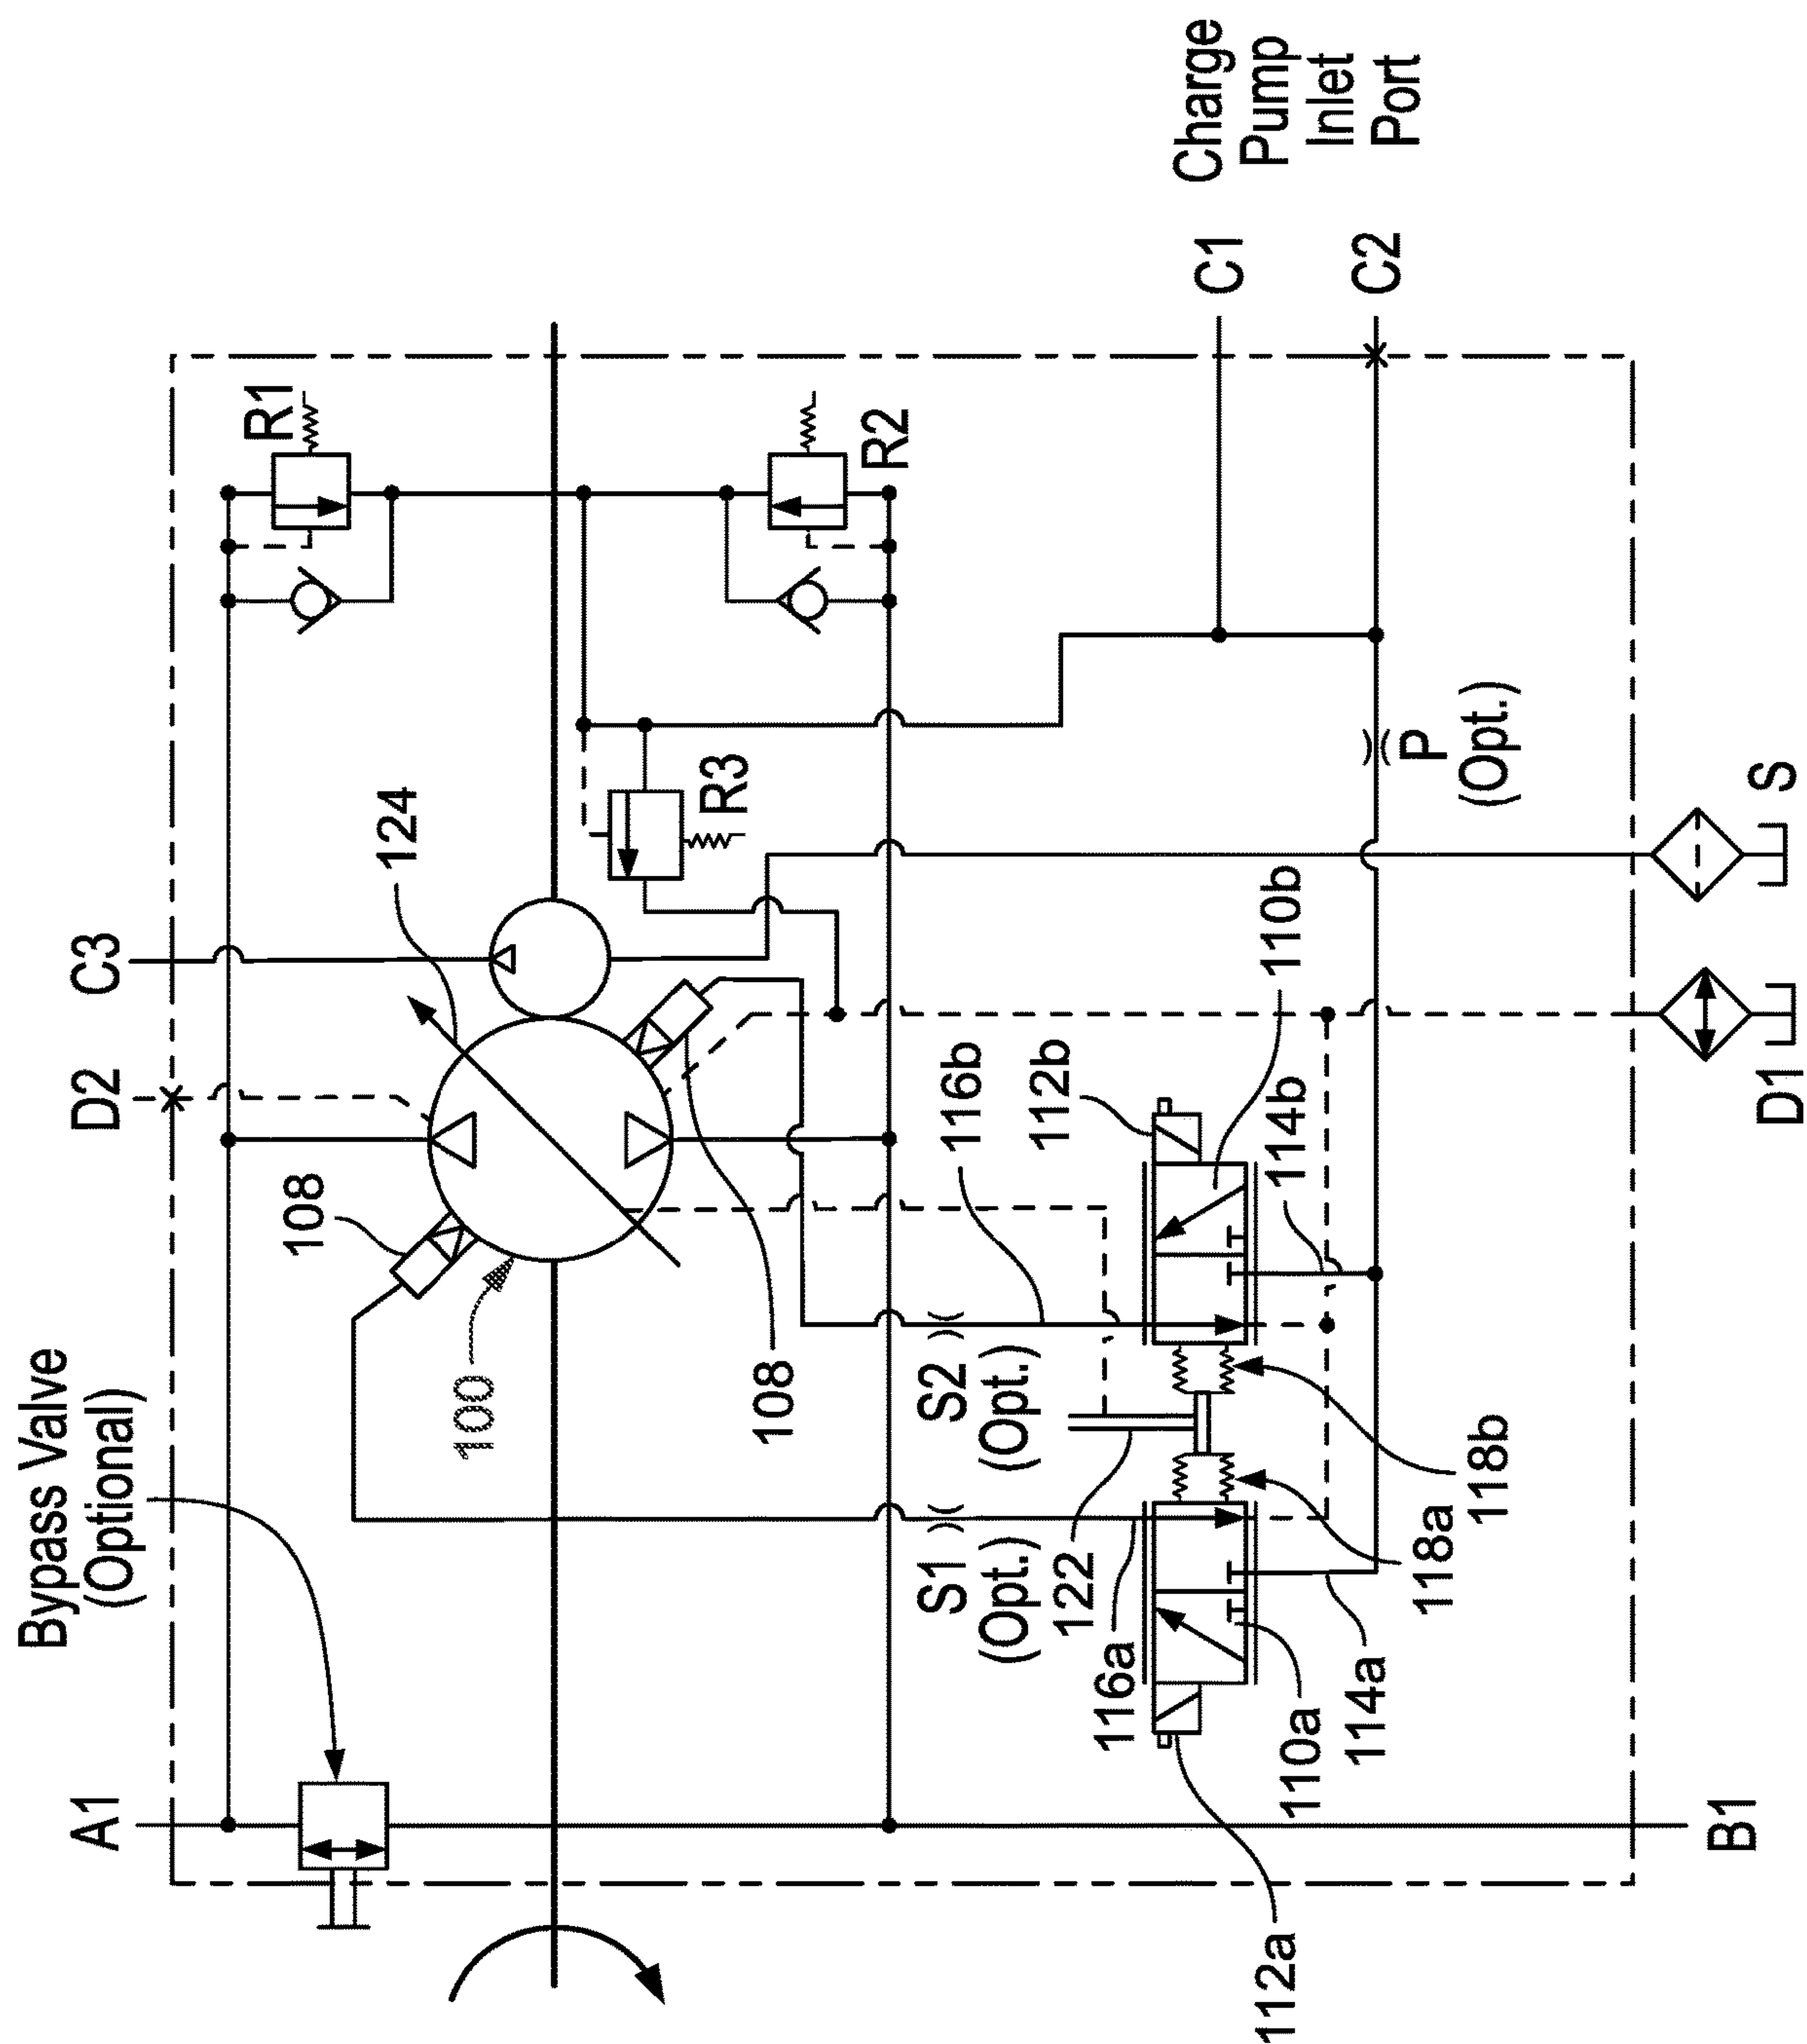 Bypass Valve
(Optional)
A1
D2
C3
124
108
100
108
R1
R2
R3
Charge
Pump
Inlet
Port
C1
C2
P
(Opt.)
S
D1
B1
S1
(Opt.)
S2
(Opt.)
116a
116b
122
112b
110b
114b
118b
118a
114a
110a
112a